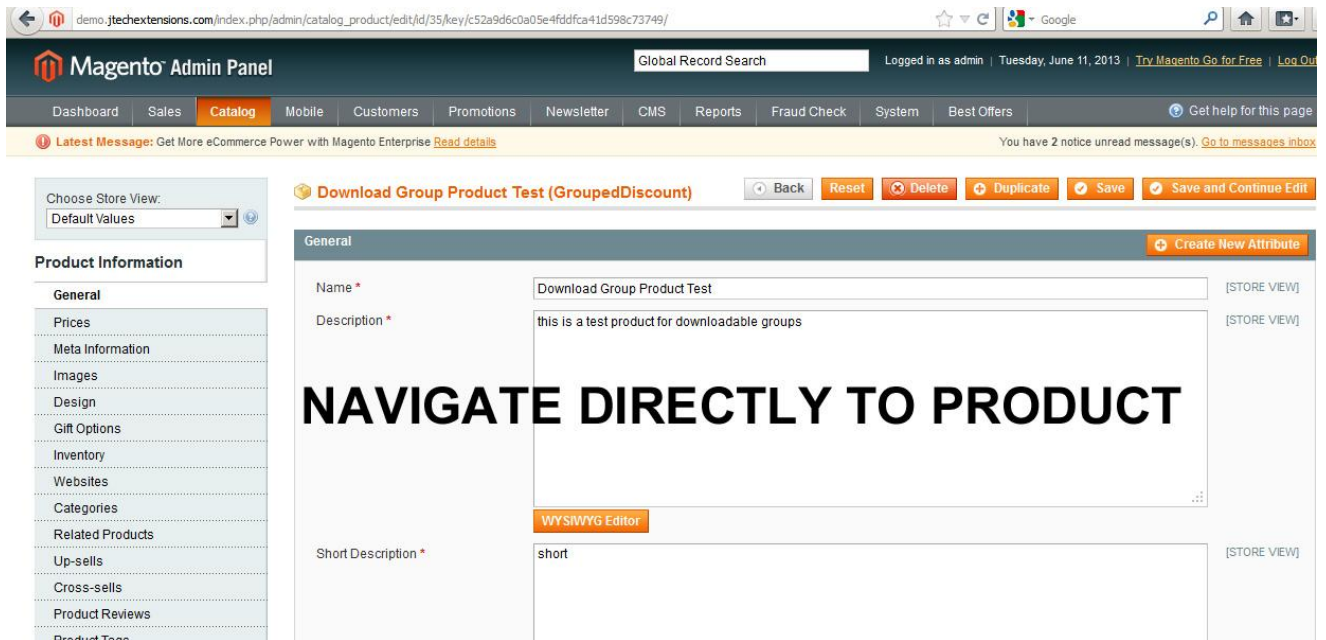 demo.jtechextensions.com/index.php/admin/catalog_product/edit/id/35/key/c52a9d6c0a05e4fddfca41d598c73749/
Google
Magento Admin Panel
Global Record Search
Logged in as admin | Tuesday, June 11, 2013 | Try Magento Go for Free | Log Out
Dashboard Sales Catalog Mobile Customers Promotions Newsletter CMS Reports Fraud Check System Best Offers Get help for this page
Latest Message: Get More eCommerce Power with Magento Enterprise Read details
You have 2 notice unread message(s). Go to messages inbox
Choose Store View:
Default Values
Product Information
General
Prices
Meta Information
Images
Design
Gift Options
Inventory
Websites
Categories
Related Products
Up-sells
Cross-sells
Product Reviews
Product Tags
Download Group Product Test (GroupedDiscount)
Back Reset Delete Duplicate Save Save and Continue Edit
General
Create New Attribute
Name *
Download Group Product Test
[STORE VIEW]
Description *
this is a test product for downloadable groups
[STORE VIEW]
NAVIGATE DIRECTLY TO PRODUCT
WYSIWYG Editor
Short Description *
short
[STORE VIEW]